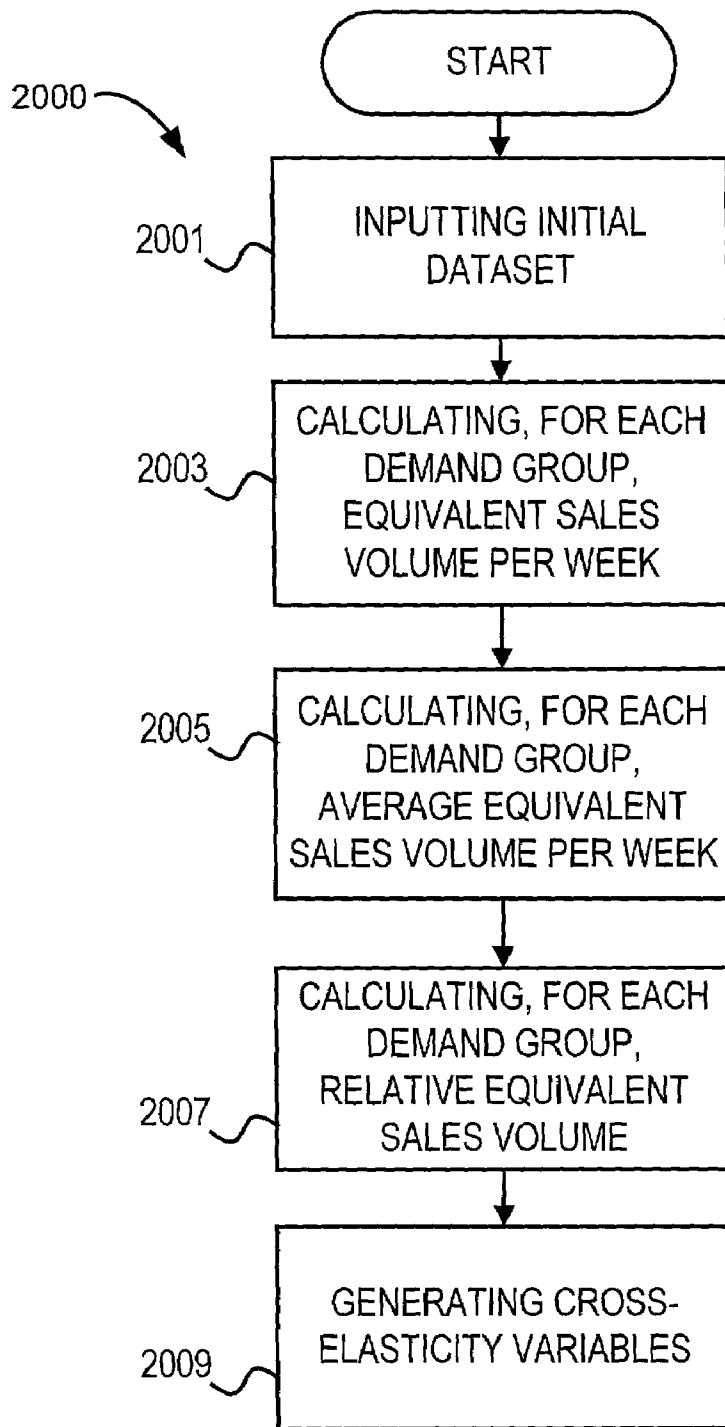 START
2000
2001
INPUTTING INITIAL
DATASET
2003
CALCULATING, FOR EACH
DEMAND GROUP,
EQUIVALENT SALES
VOLUME PER WEEK
2005
CALCULATING, FOR EACH
DEMAND GROUP,
AVERAGE EQUIVALENT
SALES VOLUME PER WEEK
2007
CALCULATING, FOR EACH
DEMAND GROUP,
RELATIVE EQUIVALENT
SALES VOLUME
2009
GENERATING CROSS-
ELASTICITY VARIABLES